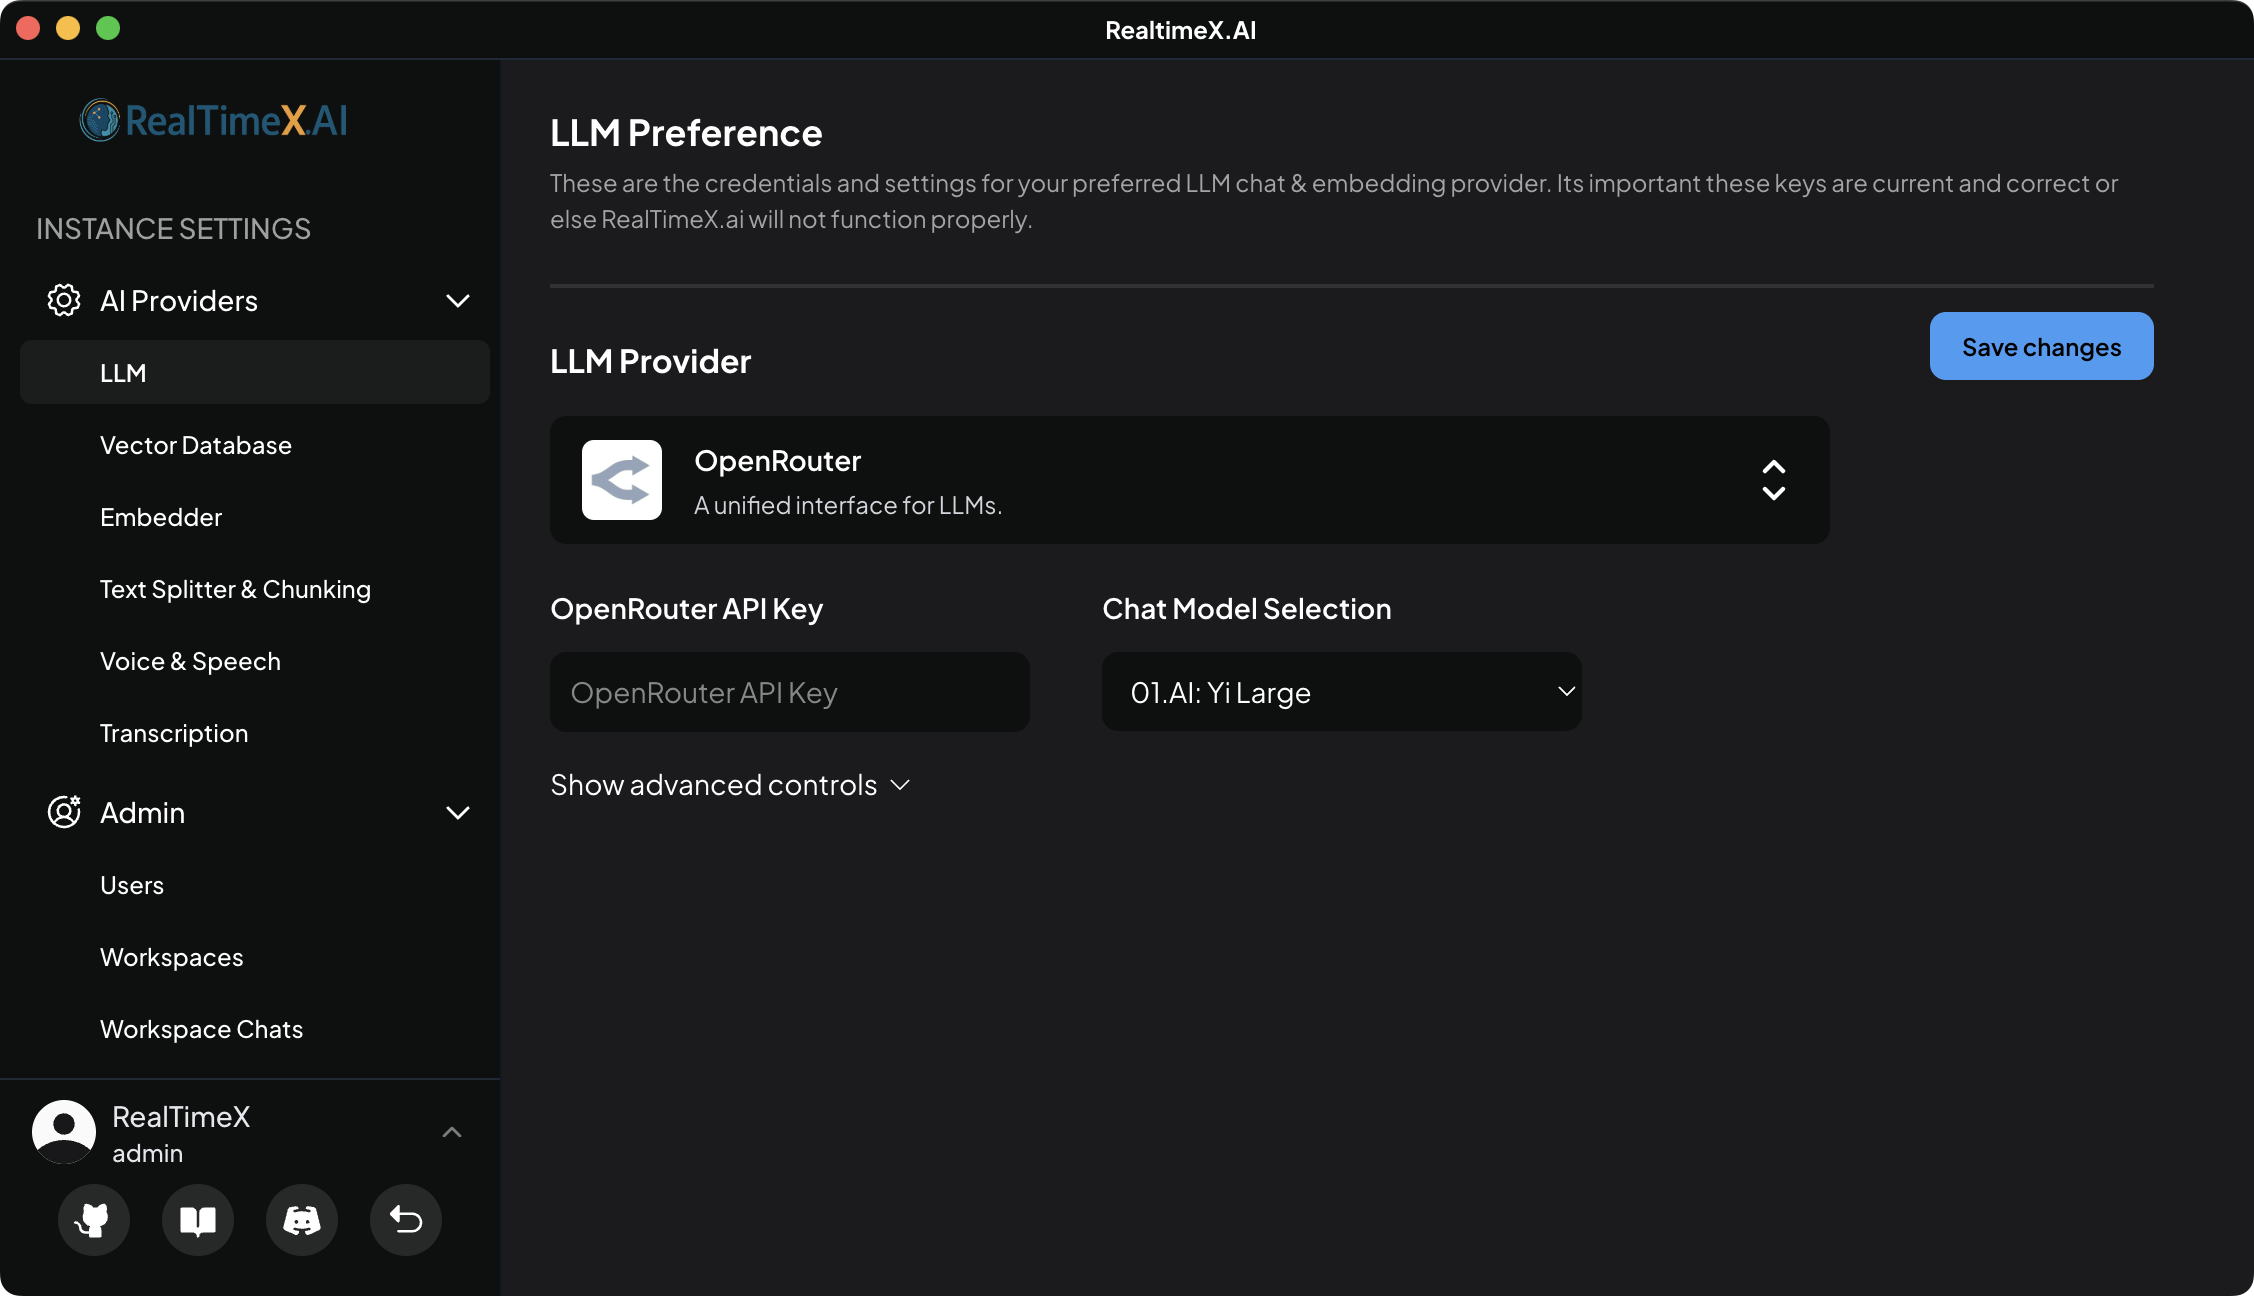 RealtimeX.AI
RealTimeX.AI
INSTANCE SETTINGS
AI Providers
LLM
Vector Database
Embedder
Text Splitter & Chunking
Voice & Speech
Transcription
Admin
Users
Workspaces
Workspace Chats
RealTimeX
admin
LLM Preference
These are the credentials and settings for your preferred LLM chat & embedding provider. Its important these keys are current and correct or
else RealTimeX.ai will not function properly.
Save changes
LLM Provider
OpenRouter
A unified interface for LLMs.
OpenRouter API Key
Chat Model Selection
OpenRouter API Key
01.AI: Yi Large
Show advanced controls